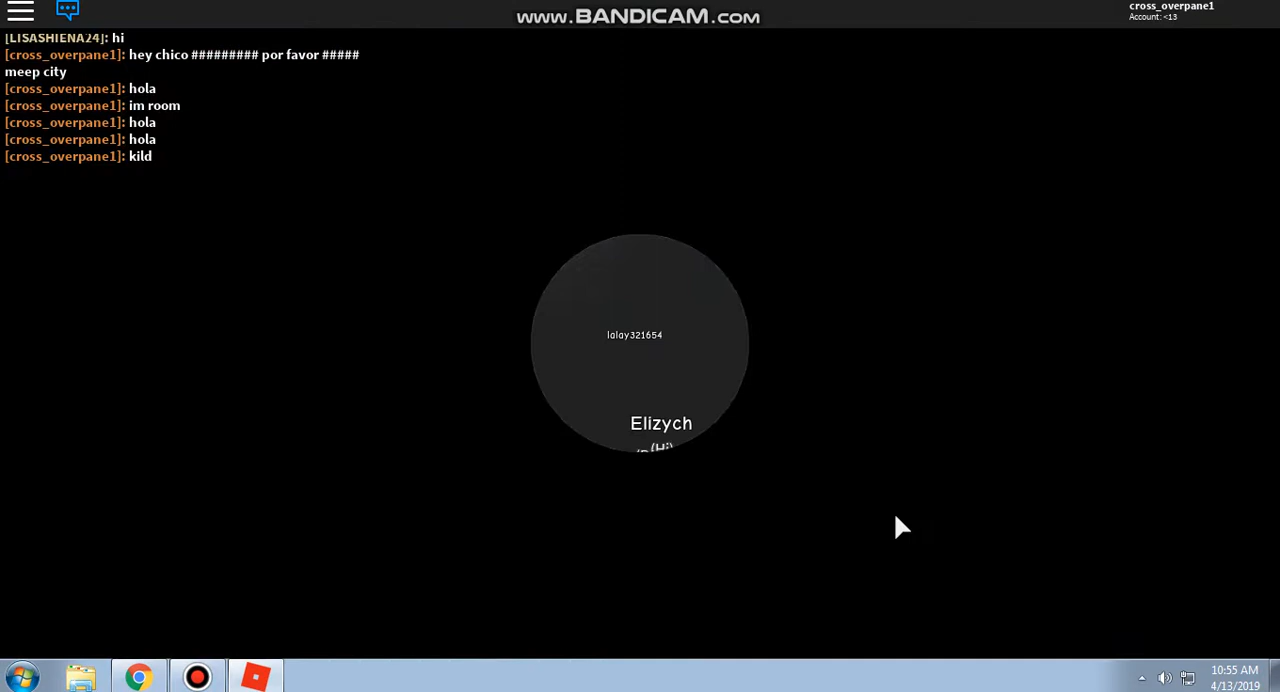 www.BANDICAM.com
cross_overpane1
Account: <13
[LISASHIENA24]: hi
[cross_overpane1]: hey chico ######### por favor #####
meep city
[cross_overpane1]: hola
[cross_overpane1]: im room
[cross_overpane1]: hola
[cross_overpane1]: hola
[cross_overpane1]: kild
lalay321654
Elizych
(Hi)
10:55 AM
4/13/2019